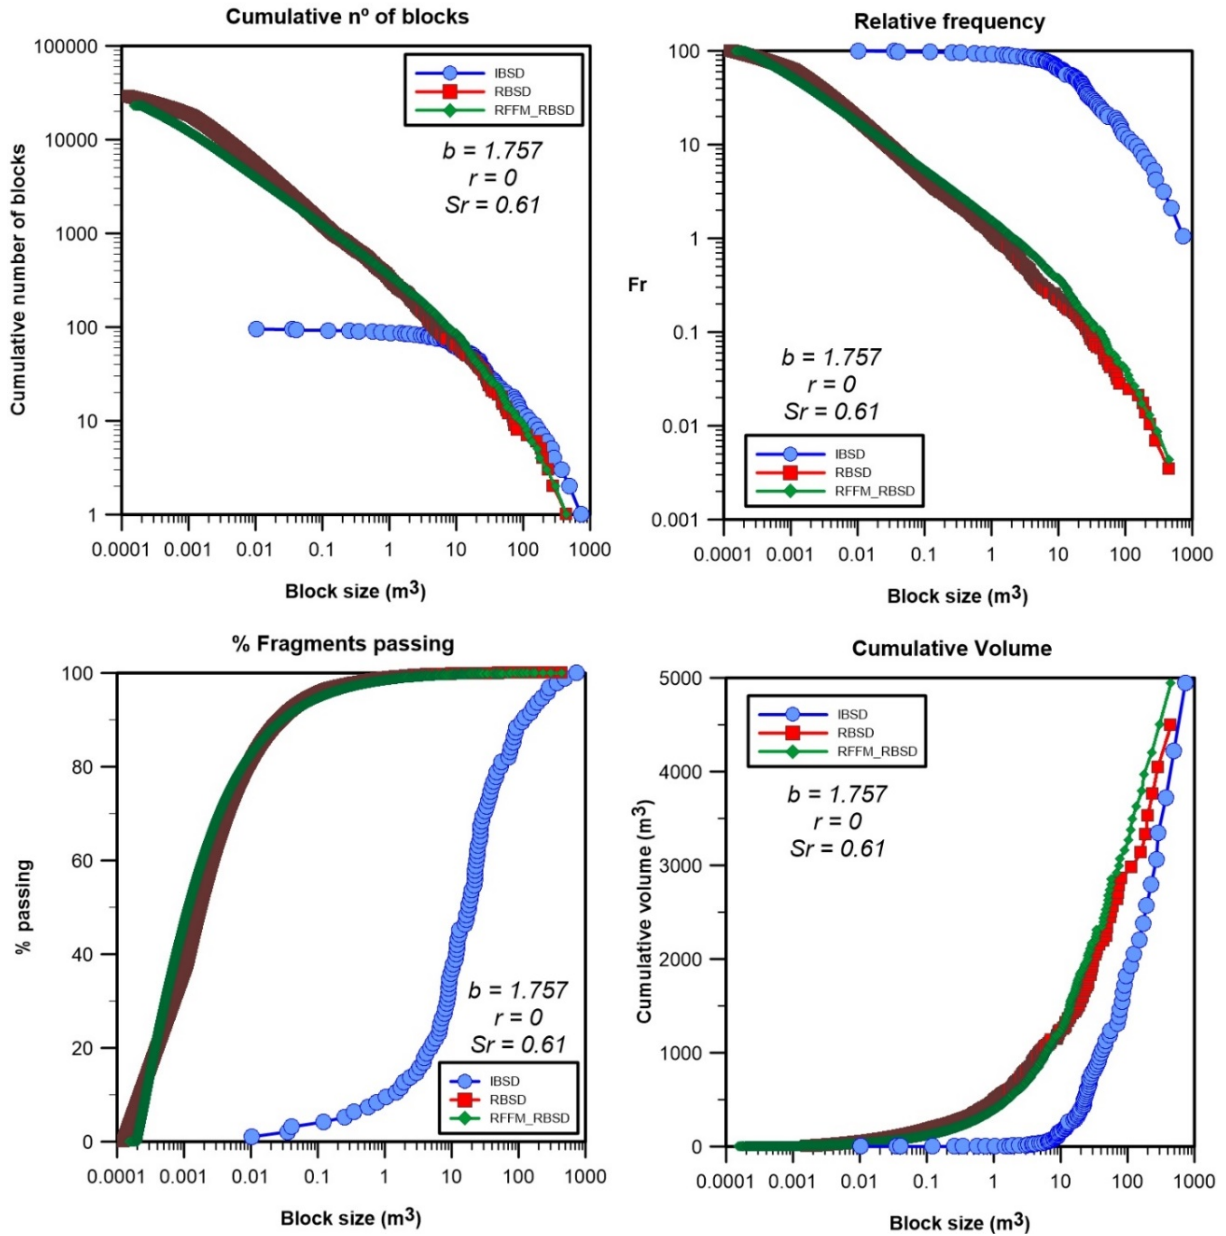 Cumulative nº of blocks
100000
10000
1000
100
10
1
Cumulative number of blocks
IBSD
RBSD
RFFM_RBSD
b = 1.757
r = 0
Sr = 0.61
0.0001 0.001 0.01 0.1 1 10 100 1000
Block size (m³)
Relative frequency
100
10
1
0.1
0.01
0.001
Fr
b = 1.757
r = 0
Sr = 0.61
IBSD
RBSD
RFFM_RBSD
0.0001 0.001 0.01 0.1 1 10 100 1000
Block size (m³)
% Fragments passing
100
80
60
40
20
0
% passing
b = 1.757
r = 0
Sr = 0.61
IBSD
RBSD
RFFM_RBSD
0.0001 0.001 0.01 0.1 1 10 100 1000
Block size (m³)
Cumulative Volume
5000
4000
3000
2000
1000
0
Cumulative volume (m³)
IBSD
RBSD
RFFM_RBSD
b = 1.757
r = 0
Sr = 0.61
0.0001 0.001 0.01 0.1 1 10 100 1000
Block size (m³)